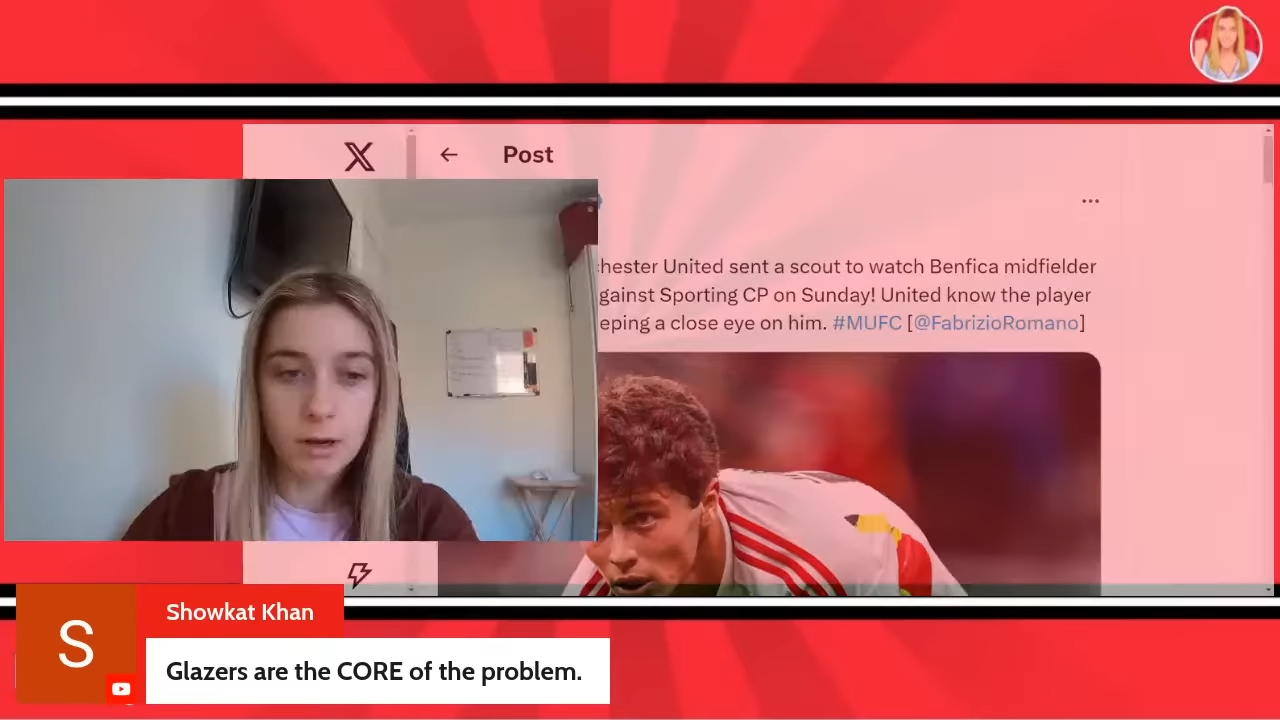 Post
chester United sent a scout to watch Benfica midfielder
gainst Sporting CP on Sunday! United know the player
eping a close eye on him. #MUFC [@FabrizioRomano]
S
Showkat Khan
Glazers are the CORE of the problem.